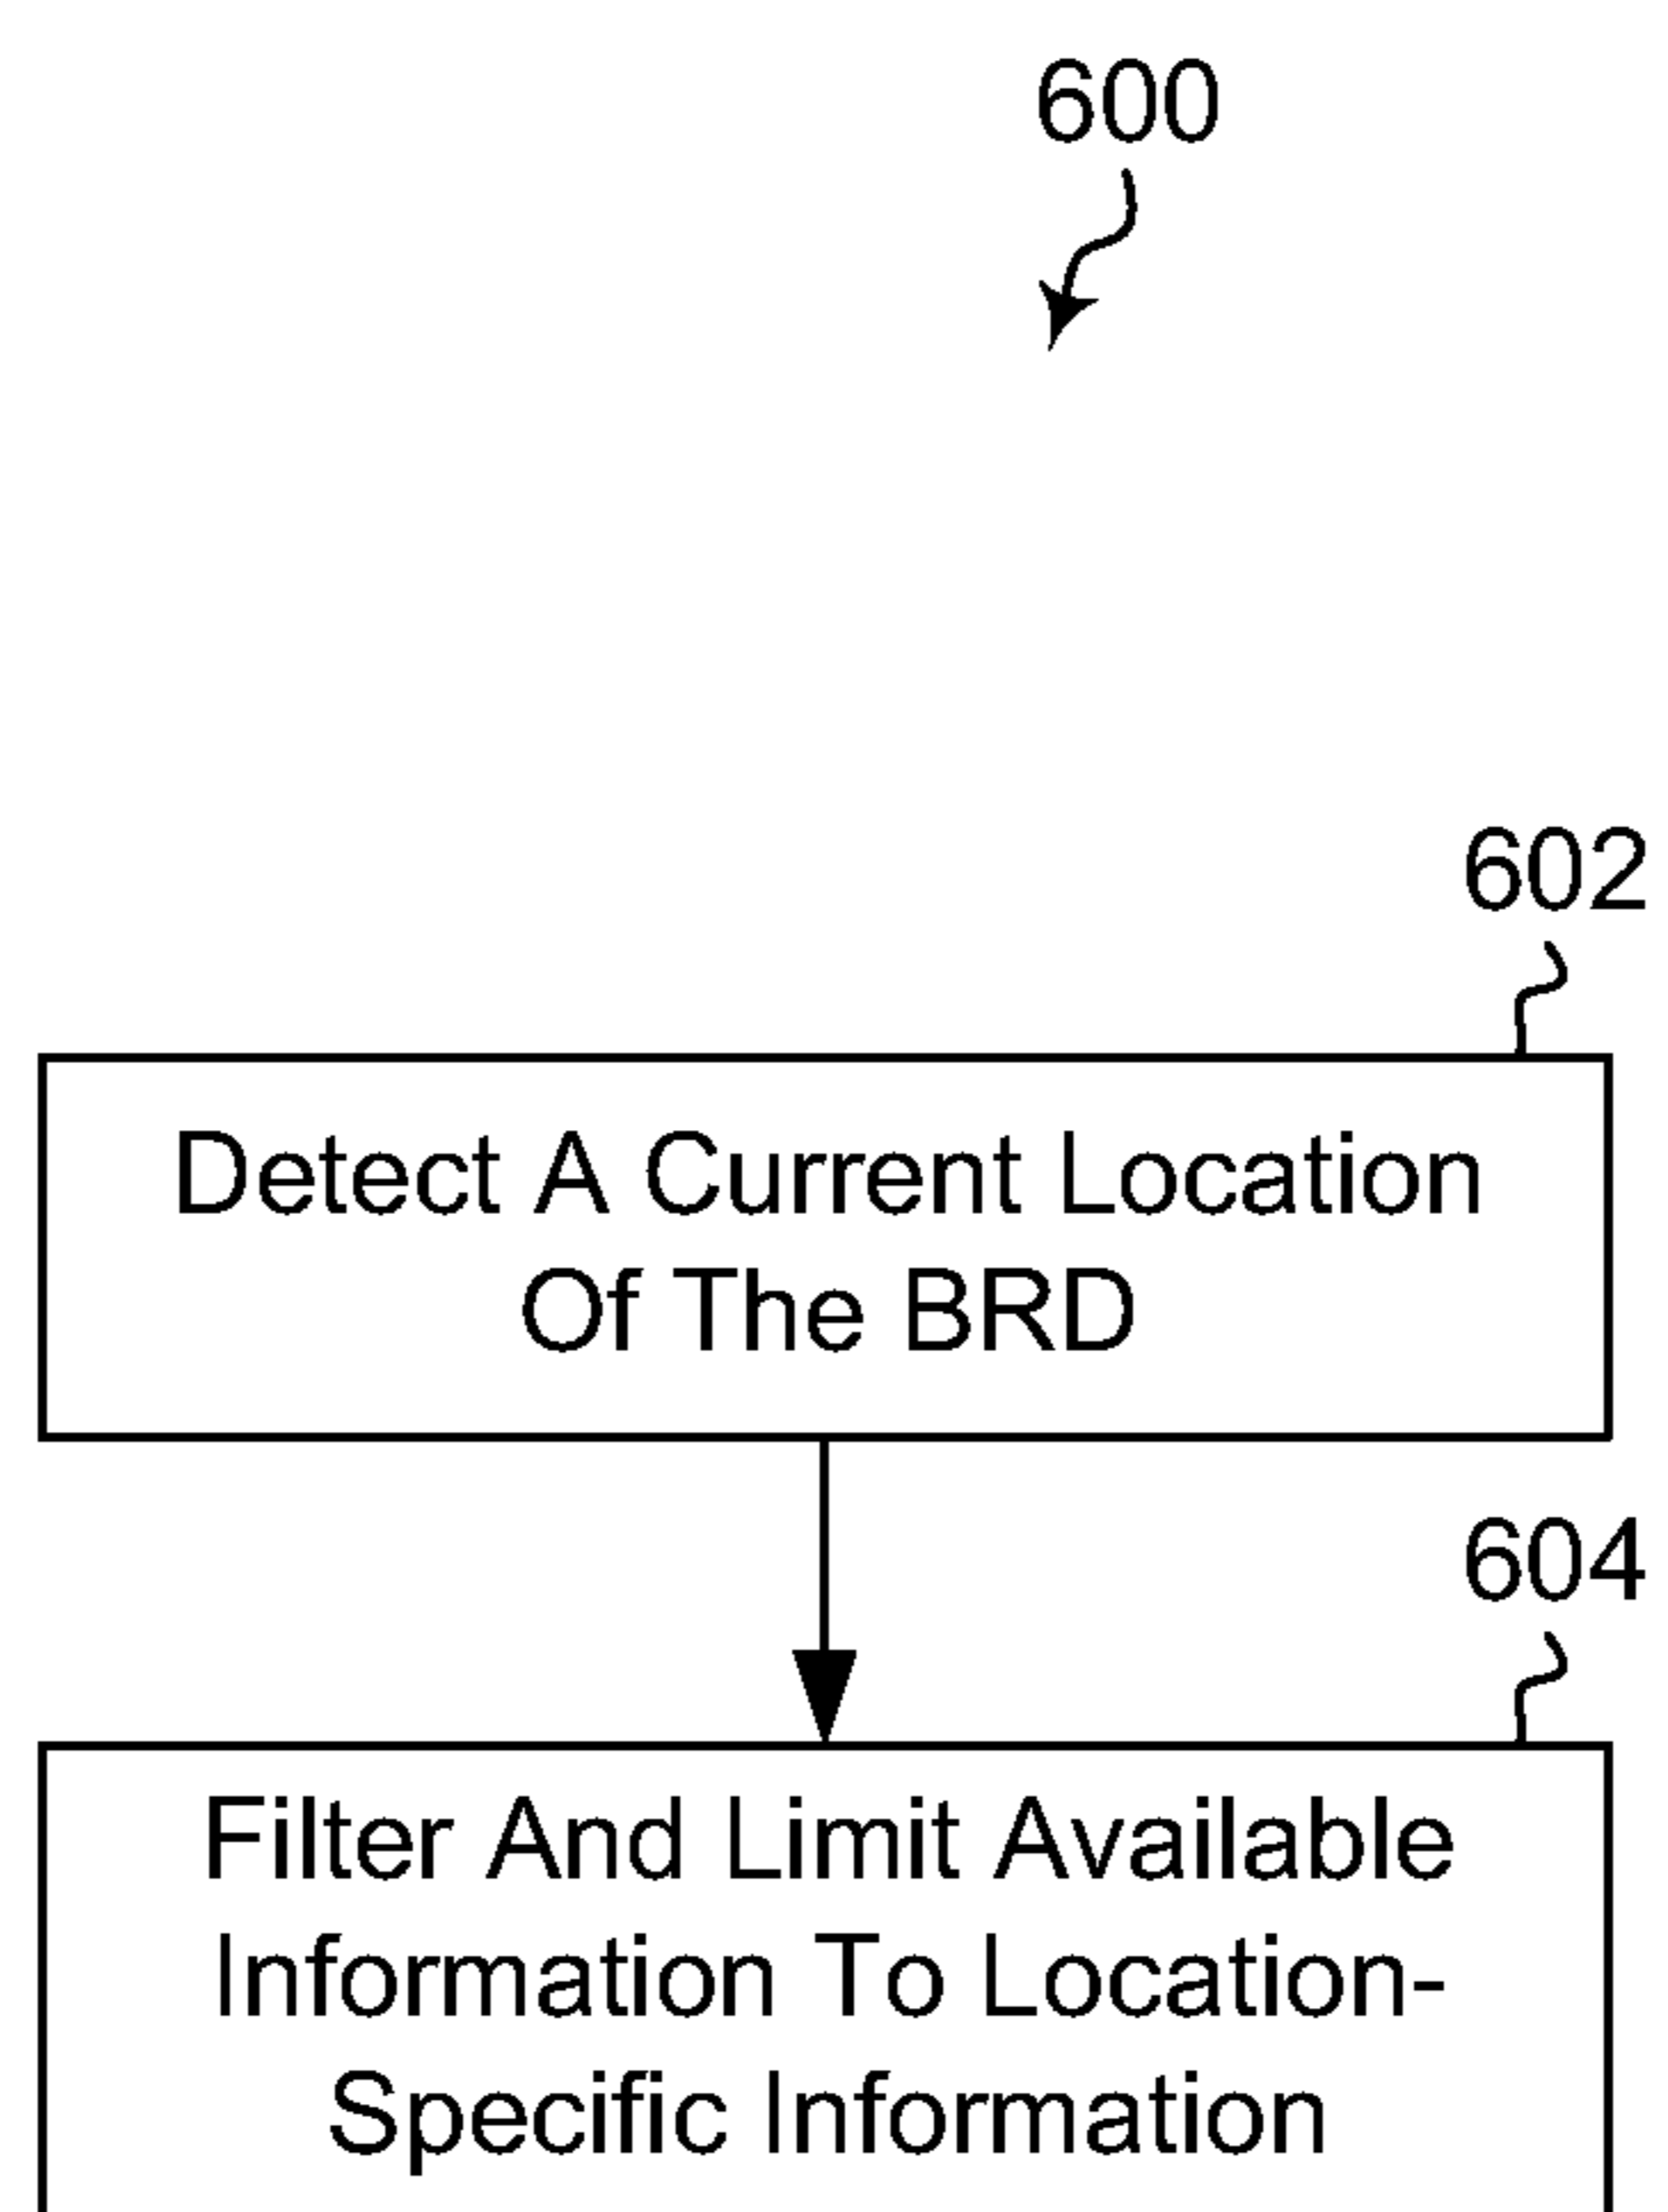 600
602
Detect A Current Location
Of The BRD
604
Filter And Limit Available
Information To Location-
Specific Information